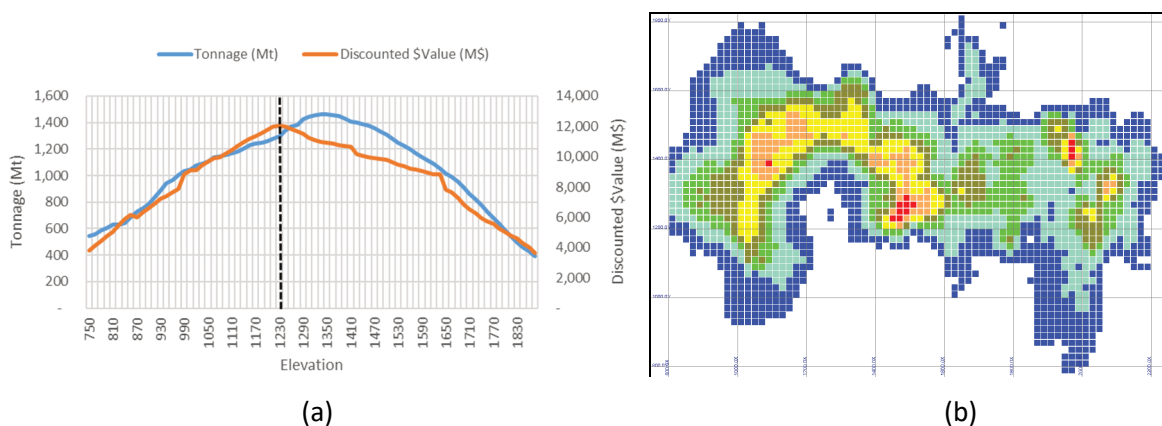 Tonnage (Mt) Discounted $Value (M$)
1,600 14,000
1,400 12,000
1,200 10,000
1,000 8,000
800 6,000
600 4,000
400 2,000
200 -
-
Tonnage (Mt)
Discounted $Value (M$)
750 810 870 930 990 1050 1110 1170 1230 1290 1350 1410 1470 1530 1590 1650 1710 1770 1830
Elevation
(a) (b)